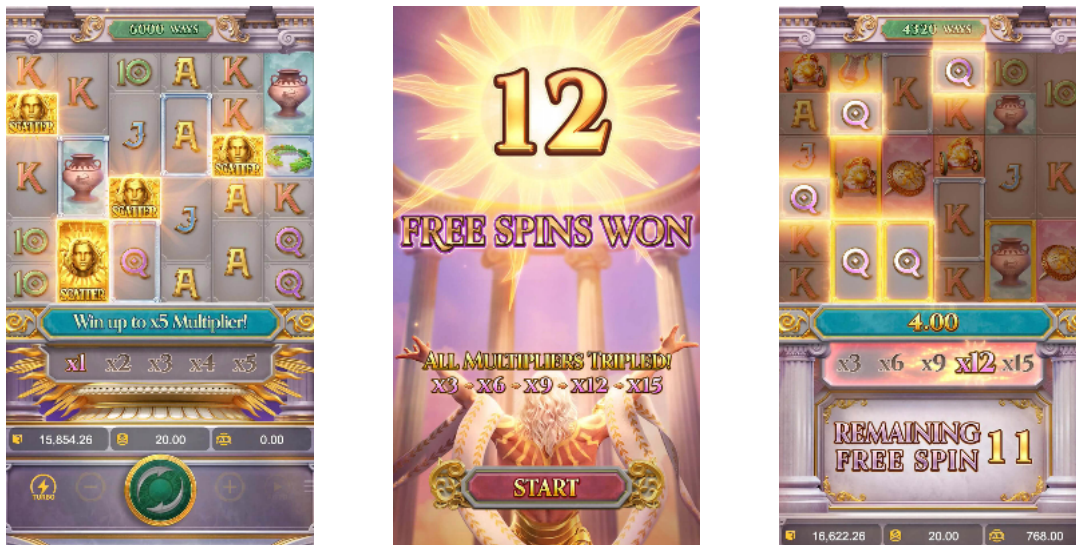 6000 WAYS
K K 10 A K
SCATTER J A K
K SCATTER
SCATTER A K
10 J
SCATTER Q A Q
10 A Q
Win up to x5 Multiplier!
x1 x2 x3 x4 x5
15,854.26 20.00 0.00
TURBO
12
FREE SPINS WON
ALL MULTIPLIERS TRIPLED!
x3 - x6 - x9 - x12 - x15
START
4320 WAYS
K Q 10
A Q 10
J J K
Q K
K Q Q
K K
4.00
x3 x6 x9 x12 x15
REMAINING
FREE SPIN 11
16,622.26 20.00 768.00